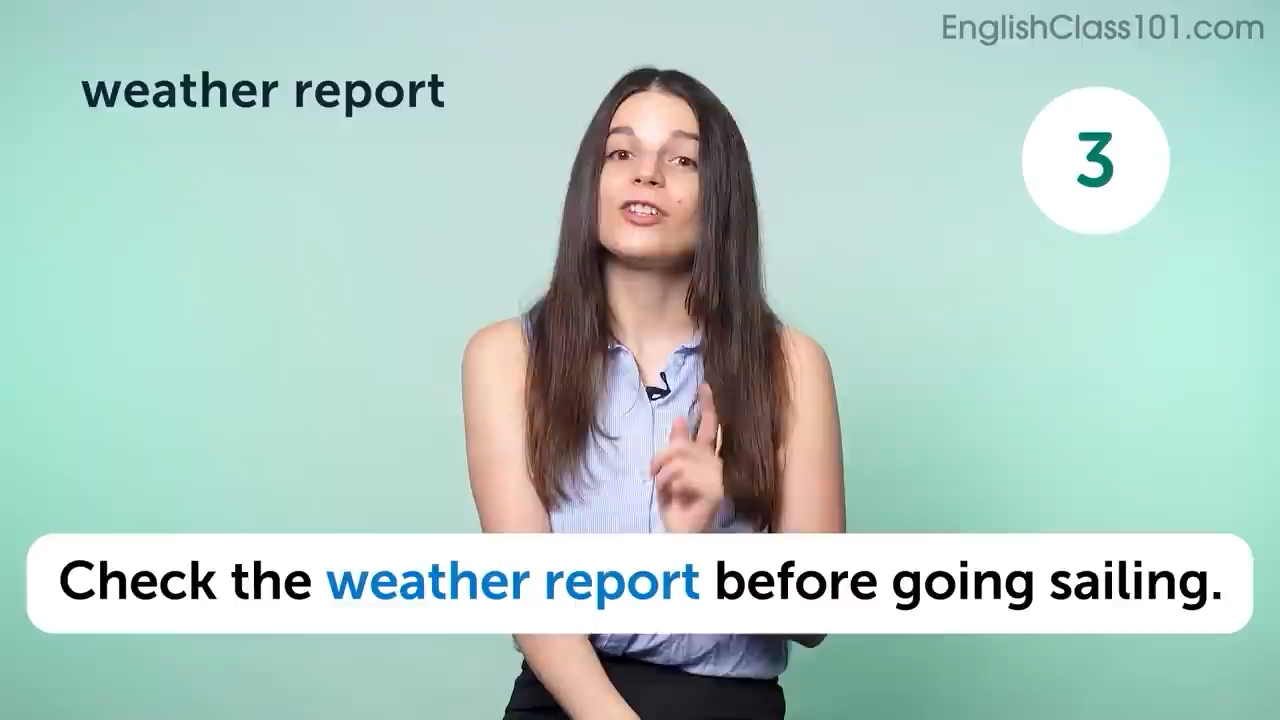 EnglishClass101.com
weather report
3
Check the weather report before going sailing.